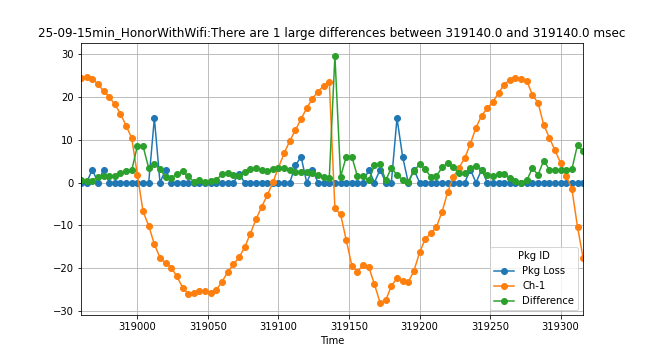 25-09-15min_HonorWithWifi:There are 1 large differences between 319140.0 and 319140.0 msec
30
20
10
0
−10
−20
−30
319000 319050 319100 319150 319200 319250 319300
Time
Pkg ID
Pkg Loss
Ch-1
Difference